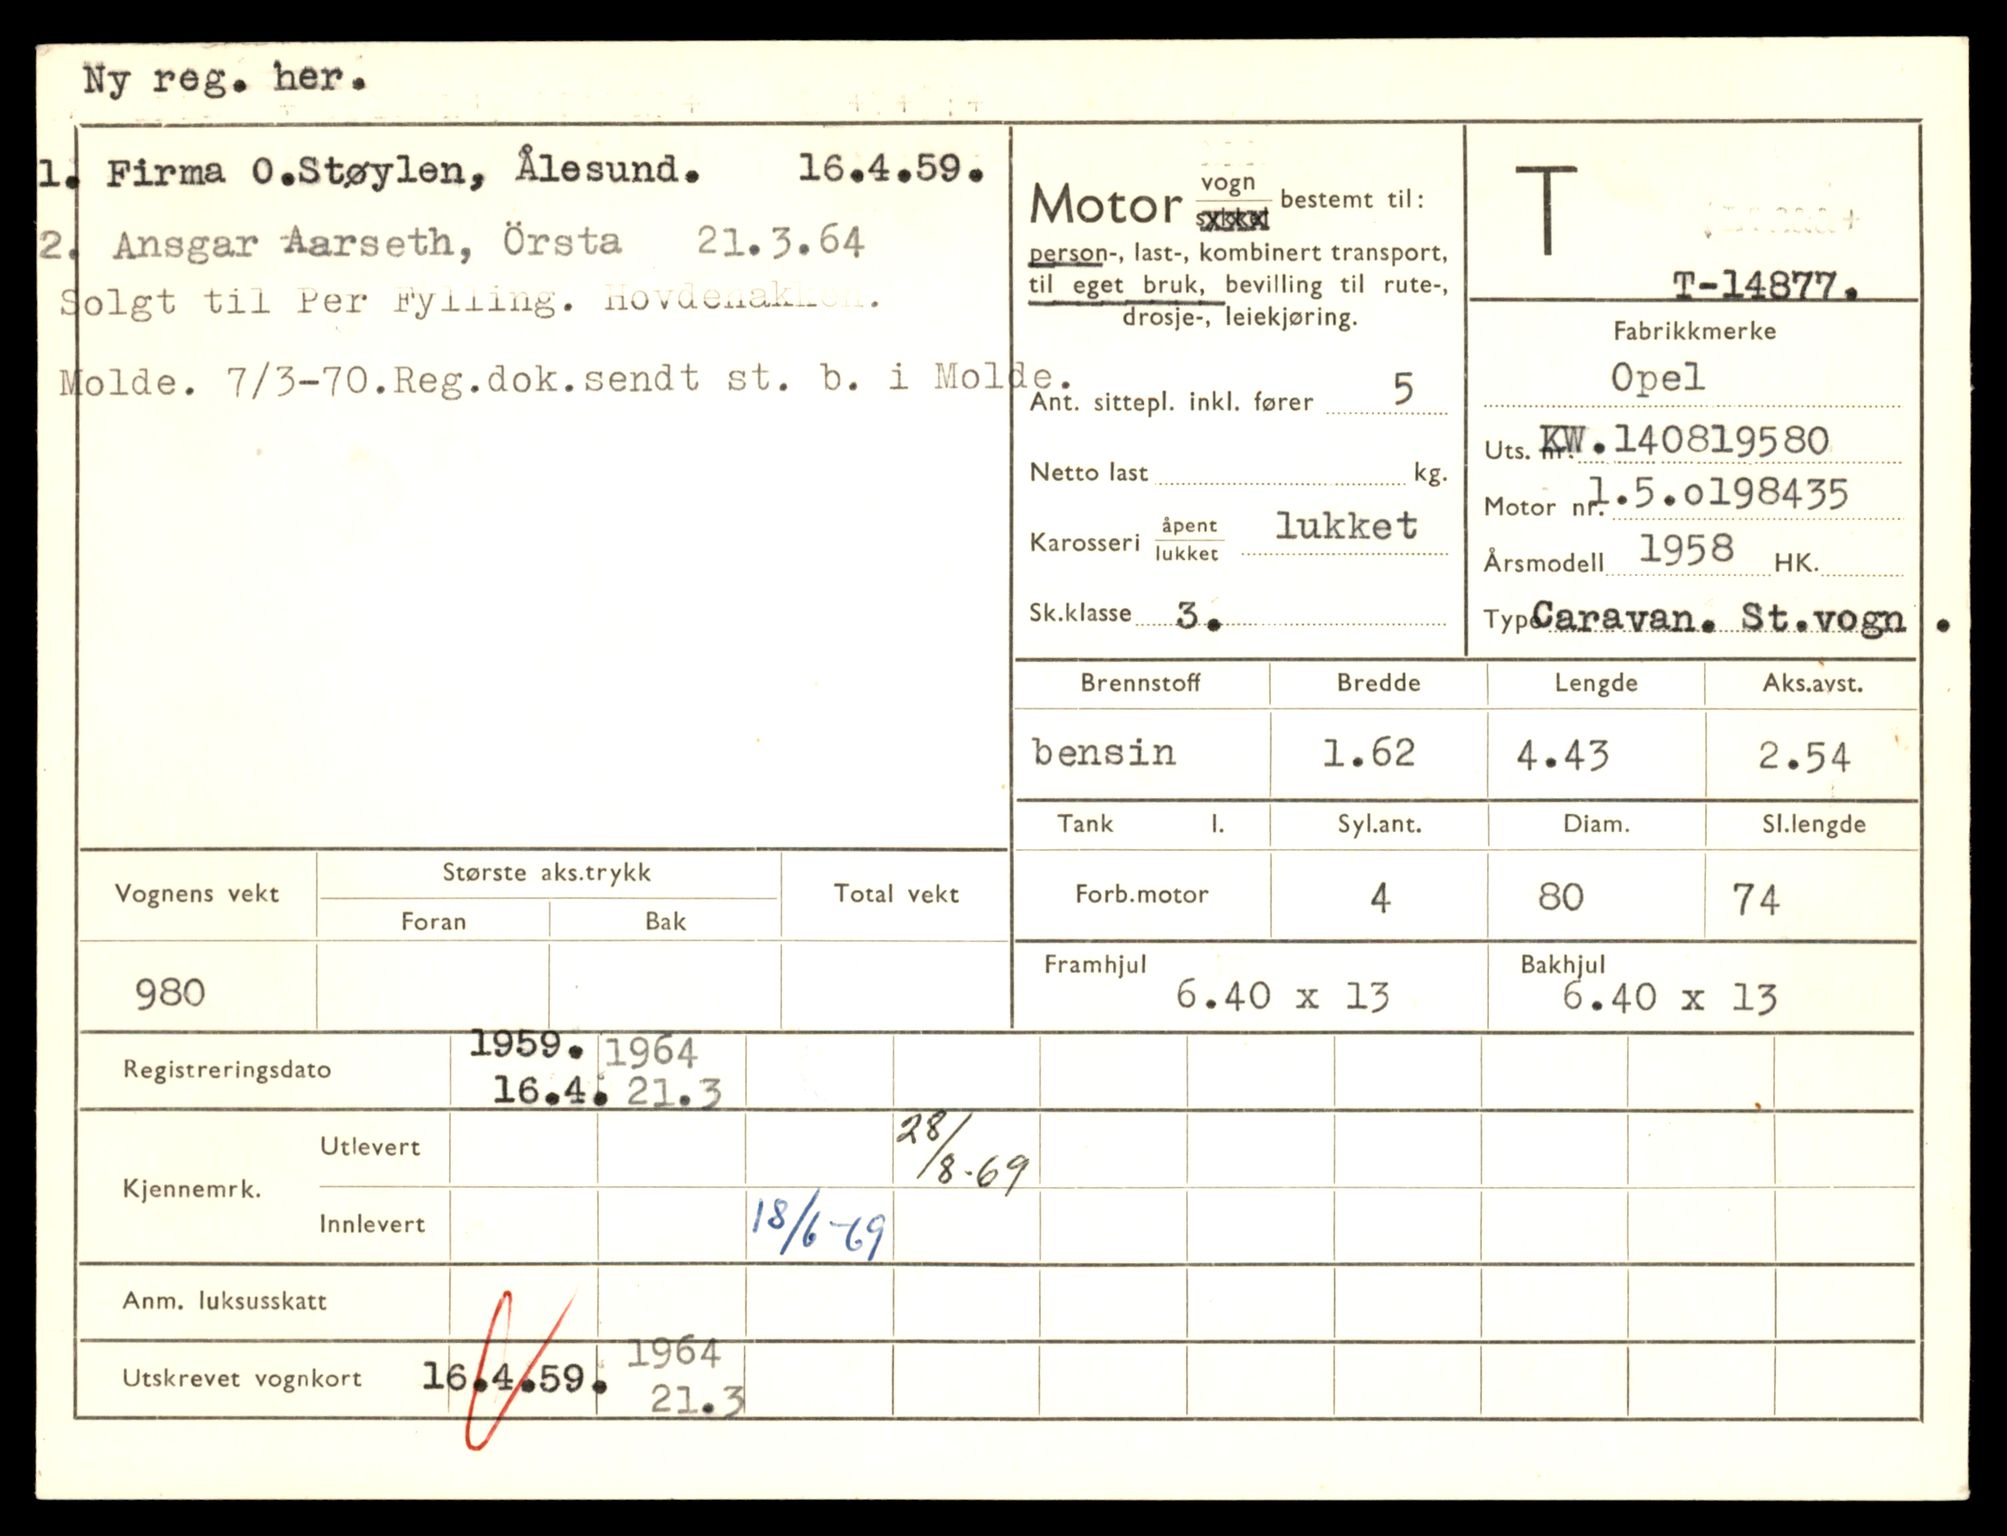 Ny reg. her.
1. Firma O.Støylen, Ålesund. 16.4.59.
2. Ansgar Aarseth, Örsta 21.3.64
Solgt til Per Fylling. Hovdenakken.
Molde. 7/3-70.Reg.dok.sendt st. b. i Molde.
Motor vogn bestemt til:
person-, last-, kombinert transport,
til eget bruk, bevilling til rute-,
drosje-, leiekjøring.
Ant. sittepl. inkl. fører 5
Netto last kg.
Karosseri åpent
lukket lukket
Sk.klasse 3.
T
T-14877.
Fabrikkmerke
Opel
Uts. nr. KW.140819580
Motor nr. 1.5.o198435
Årsmodell 1958 HK.
Type Caravan. St.vogn .
Brennstoff Bredde Lengde Aks.avst.
bensin 1.62 4.43 2.54
Tank l. Syl.ant. Diam. Sl.lengde
Forb.motor 4 80 74
Framhjul Bakhjul
6.40 x 13 6.40 x 13
Vognens vekt Største aks.trykk Total vekt
Foran Bak
980
Registreringsdato 1959. 1964
16.4. 21.3
Kjennemrk. Utlevert 28/8-69
Innlevert 18/6-69
Anm. luksusskatt
Utskrevet vognkort 16.4.59. 1964
21.3